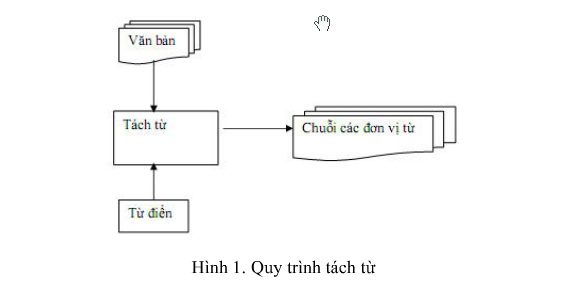 Văn bản
Tách từ
Chuỗi các đơn vị từ
Từ điển
Hình 1. Quy trình tách từ